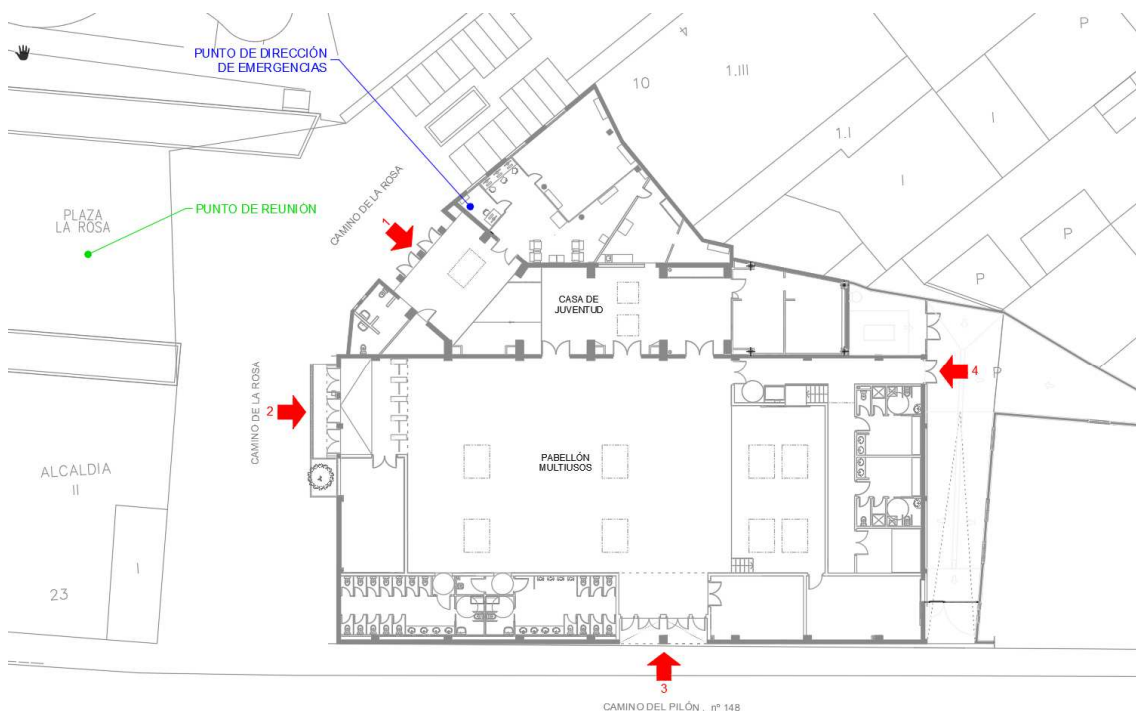 PUNTO DE DIRECCIÓN
DE EMERGENCIAS
P
1.III
10
1.I
I
I
P
P
P
PUNTO DE REUNIÓN
PLAZA
LA ROSA
CAMINO DE LA ROSA
1
CASA DE
JUVENTUD
CAMINO DE LA ROSA
2
4
PABELLÓN
MULTIUSOS
ALCALDIA
II
I
23
3
CAMINO DEL PILÓN . nº 148